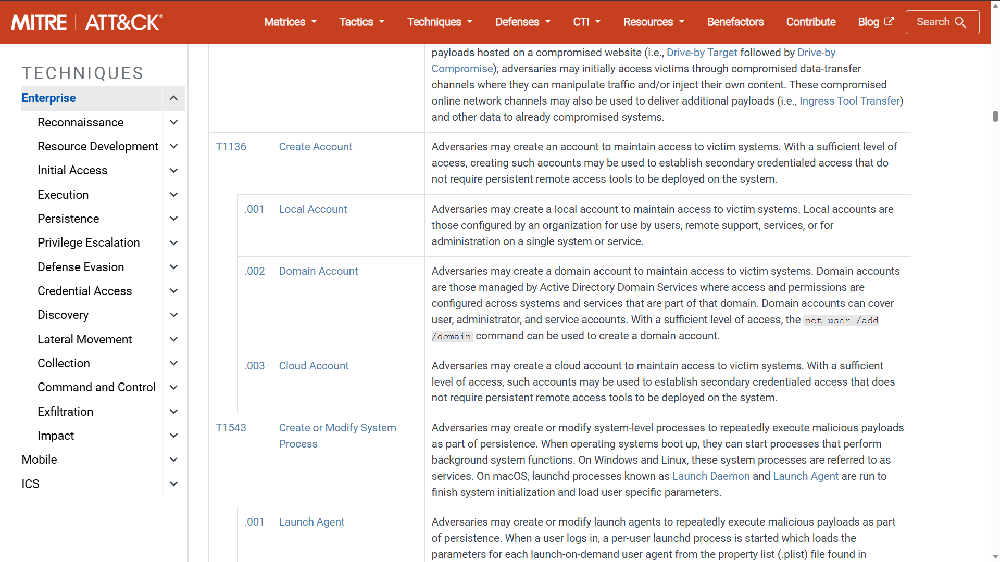 MITRE | ATT&CK®
Matrices
Tactics
Techniques
Defenses
CTI
Resources
Benefactors
Contribute
Blog
Search
TECHNIQUES
Enterprise
Reconnaissance
Resource Development
Initial Access
Execution
Persistence
Privilege Escalation
Defense Evasion
Credential Access
Discovery
Lateral Movement
Collection
Command and Control
Exfiltration
Impact
Mobile
ICS
payloads hosted on a compromised website (i.e., Drive-by Target followed by Drive-by
Compromise), adversaries may initially access victims through compromised data-transfer
channels where they can manipulate traffic and/or inject their own content. These compromised
online network channels may also be used to deliver additional payloads (i.e., Ingress Tool Transfer)
and other data to already compromised systems.
T1136
Create Account
Adversaries may create an account to maintain access to victim systems. With a sufficient level of
access, creating such accounts may be used to establish secondary credentialed access that do
not require persistent remote access tools to be deployed on the system.
.001
Local Account
Adversaries may create a local account to maintain access to victim systems. Local accounts are
those configured by an organization for use by users, remote support, services, or for
administration on a single system or service.
.002
Domain Account
Adversaries may create a domain account to maintain access to victim systems. Domain accounts
are those managed by Active Directory Domain Services where access and permissions are
configured across systems and services that are part of that domain. Domain accounts can cover
user, administrator, and service accounts. With a sufficient level of access, the net user /add
/domain command can be used to create a domain account.
.003
Cloud Account
Adversaries may create a cloud account to maintain access to victim systems. With a sufficient
level of access, such accounts may be used to establish secondary credentialed access that does
not require persistent remote access tools to be deployed on the system.
T1543
Create or Modify System
Process
Adversaries may create or modify system-level processes to repeatedly execute malicious payloads
as part of persistence. When operating systems boot up, they can start processes that perform
background system functions. On Windows and Linux, these system processes are referred to as
services. On macOS, launchd processes known as Launch Daemon and Launch Agent are run to
finish system initialization and load user specific parameters.
.001
Launch Agent
Adversaries may create or modify launch agents to repeatedly execute malicious payloads as part
of persistence. When a user logs in, a per-user launchd process is started which loads the
parameters for each launch-on-demand user agent from the property list (.plist) file found in